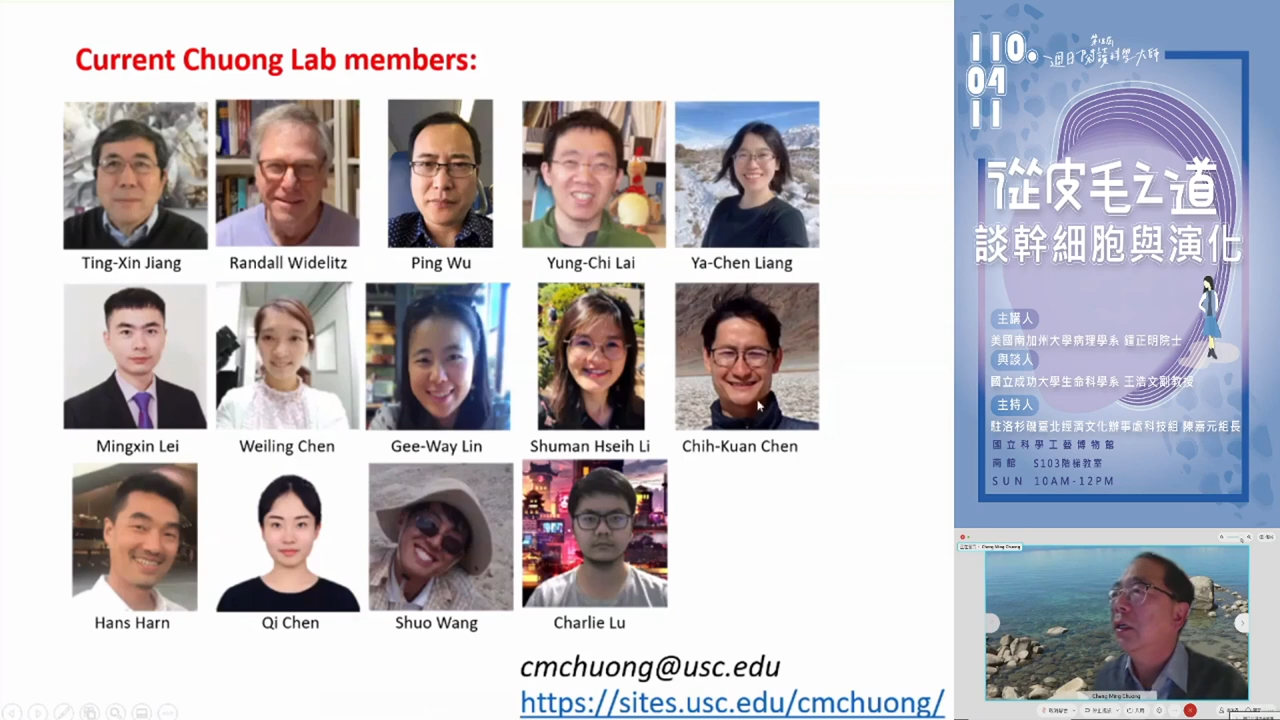 Current Chuong Lab members:
Ting-Xin Jiang
Randall Widelitz
Ping Wu
Yung-Chi Lai
Ya-Chen Liang
Mingxin Lei
Weiling Chen
Gee-Way Lin
Shuman Hseih Li
Chih-Kuan Chen
Hans Harn
Qi Chen
Shuo Wang
Charlie Lu
cmchuong@usc.edu
https://sites.usc.edu/cmchuong/
110.
04
11
週日閱讀科學大師
從皮毛之道
談幹細胞與演化
主講人
美國南加州大學病理學系 鍾正明院士
與談人
國立成功大學生命科學系 王浩文副教授
主持人
駐洛杉磯臺北經濟文化辦事處科技組 陳嘉元組長
國立科學工藝博物館
南館 S103階梯教室
SUN 10AM-12PM
Cheng Ming Chuong
Cheng Ming Chuong